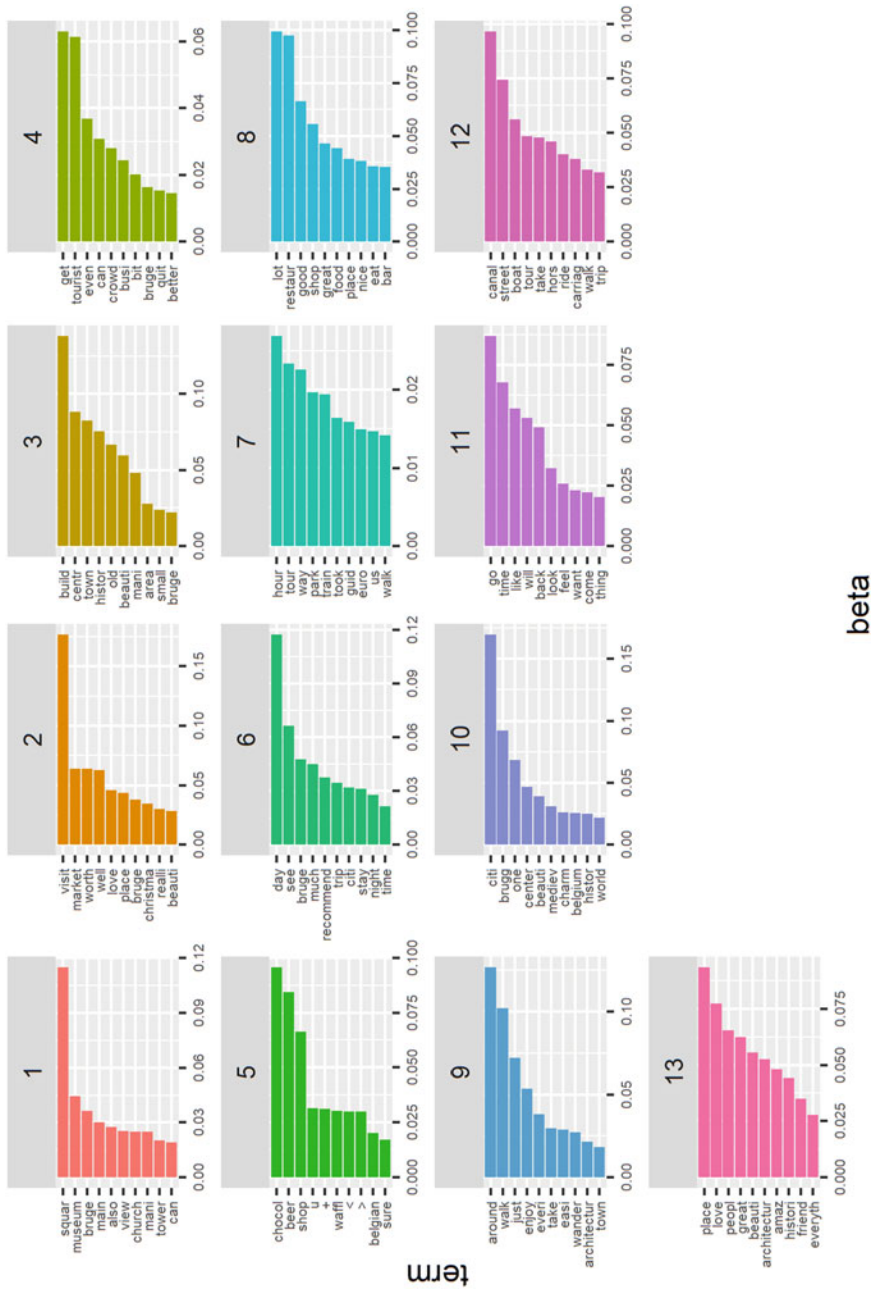 1
squar
museum
bruge
main
also
view
church
mani
tower
can
0.00
0.03
0.06
0.09
0.12
2
visit
market
worth
well
love
place
bruge
christma
realli
beauti
0.00
0.05
0.10
0.15
3
build
centr
town
histor
old
beauti
mani
area
small
bruge
0.00
0.05
0.10
4
get
tourist
even
can
crowd
busi
bit
bruge
quit
better
0.00
0.02
0.04
0.06
5
chocol
beer
shop
u
+
waffl
<
>
belgian
sure
0.000
0.025
0.050
0.075
0.100
6
day
see
bruge
much
recommend
trip
citi
stay
night
time
0.00
0.03
0.06
0.09
0.12
7
hour
tour
way
park
train
took
guid
euro
us
walk
0.00
0.01
0.02
8
lot
restaur
good
shop
great
food
place
nice
eat
bar
0.000
0.025
0.050
0.075
0.100
9
around
walk
just
enjoy
everi
take
easi
wander
architectur
town
0.00
0.05
0.10
10
citi
brugg
one
center
beauti
mediev
charm
belgium
histor
world
0.00
0.05
0.10
0.15
11
go
time
like
will
back
look
feel
want
come
thing
0.000
0.025
0.050
0.075
12
canal
street
boat
tour
take
hors
ride
carriag
walk
trip
0.000
0.025
0.050
0.075
0.100
13
place
love
peopl
great
beauti
architectur
amaz
histori
friend
everyth
0.000
0.025
0.050
0.075
term
beta